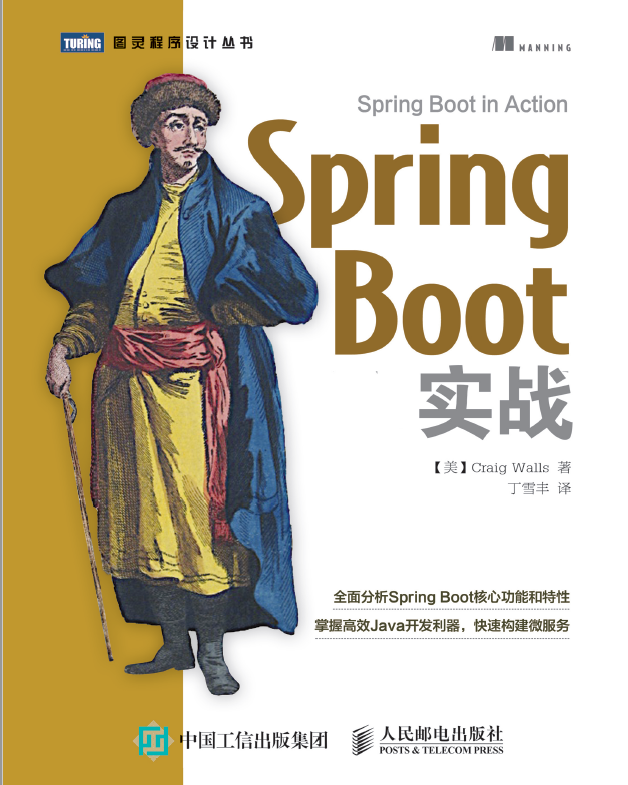 TURING 图灵程序设计丛书
MANNING
Spring Boot in Action
Spring
Boot
实战
【美】Craig Walls 著
丁雪丰 译
全面分析Spring Boot核心功能和特性
掌握高效Java开发利器，快速构建微服务
中国工信出版集团
人民邮电出版社
POSTS & TELECOM PRESS